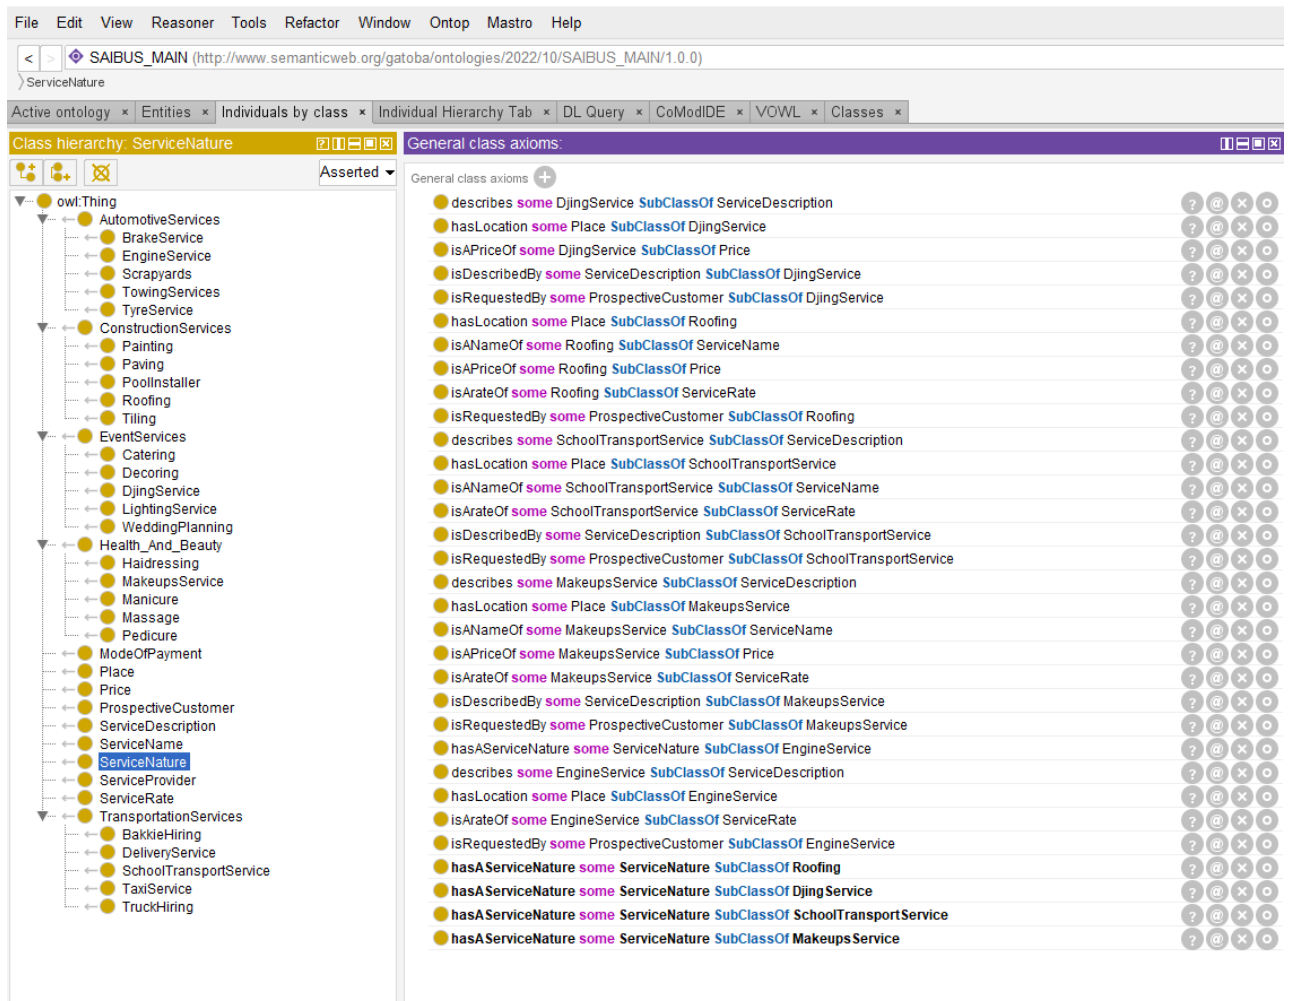 File Edit View Reasoner Tools Refactor Window Ontop Mastro Help
< > SAIBUS_MAIN (http://www.semanticweb.org/gatoba/ontologies/2022/10/SAIBUS_MAIN/1.0.0)
ServiceNature
Active ontology × Entities × Individuals by class × Individual Hierarchy Tab × DL Query × CoModIDE × VOWL × Classes ×
Class hierarchy: ServiceNature
Asserted
owl:Thing
AutomotiveServices
BrakeService
EngineService
Scrapyards
TowingServices
TyreService
ConstructionServices
Painting
Paving
PoolInstaller
Roofing
Tiling
EventServices
Catering
Decoring
DjingService
LightingService
WeddingPlanning
Health_And_Beauty
Haidressing
MakeupsService
Manicure
Massage
Pedicure
ModeOfPayment
Place
Price
ProspectiveCustomer
ServiceDescription
ServiceName
ServiceNature
ServiceProvider
ServiceRate
TransportationServices
BakkieHiring
DeliveryService
SchoolTransportService
TaxiService
TruckHiring
General class axioms:
General class axioms
describes some DjingService SubClassOf ServiceDescription
hasLocation some Place SubClassOf DjingService
isAPriceOf some DjingService SubClassOf Price
isDescribedBy some ServiceDescription SubClassOf DjingService
isRequestedBy some ProspectiveCustomer SubClassOf DjingService
hasLocation some Place SubClassOf Roofing
isANameOf some Roofing SubClassOf ServiceName
isAPriceOf some Roofing SubClassOf Price
isArateOf some Roofing SubClassOf ServiceRate
isRequestedBy some ProspectiveCustomer SubClassOf Roofing
describes some SchoolTransportService SubClassOf ServiceDescription
hasLocation some Place SubClassOf SchoolTransportService
isANameOf some SchoolTransportService SubClassOf ServiceName
isArateOf some SchoolTransportService SubClassOf ServiceRate
isDescribedBy some ServiceDescription SubClassOf SchoolTransportService
isRequestedBy some ProspectiveCustomer SubClassOf SchoolTransportService
describes some MakeupsService SubClassOf ServiceDescription
hasLocation some Place SubClassOf MakeupsService
isANameOf some MakeupsService SubClassOf ServiceName
isAPriceOf some MakeupsService SubClassOf Price
isArateOf some MakeupsService SubClassOf ServiceRate
isDescribedBy some ServiceDescription SubClassOf MakeupsService
isRequestedBy some ProspectiveCustomer SubClassOf MakeupsService
hasAServiceNature some ServiceNature SubClassOf EngineService
describes some EngineService SubClassOf ServiceDescription
hasLocation some Place SubClassOf EngineService
isArateOf some EngineService SubClassOf ServiceRate
isRequestedBy some ProspectiveCustomer SubClassOf EngineService
hasAServiceNature some ServiceNature SubClassOf Roofing
hasAServiceNature some ServiceNature SubClassOf DjingService
hasAServiceNature some ServiceNature SubClassOf SchoolTransportService
hasAServiceNature some ServiceNature SubClassOf MakeupsService